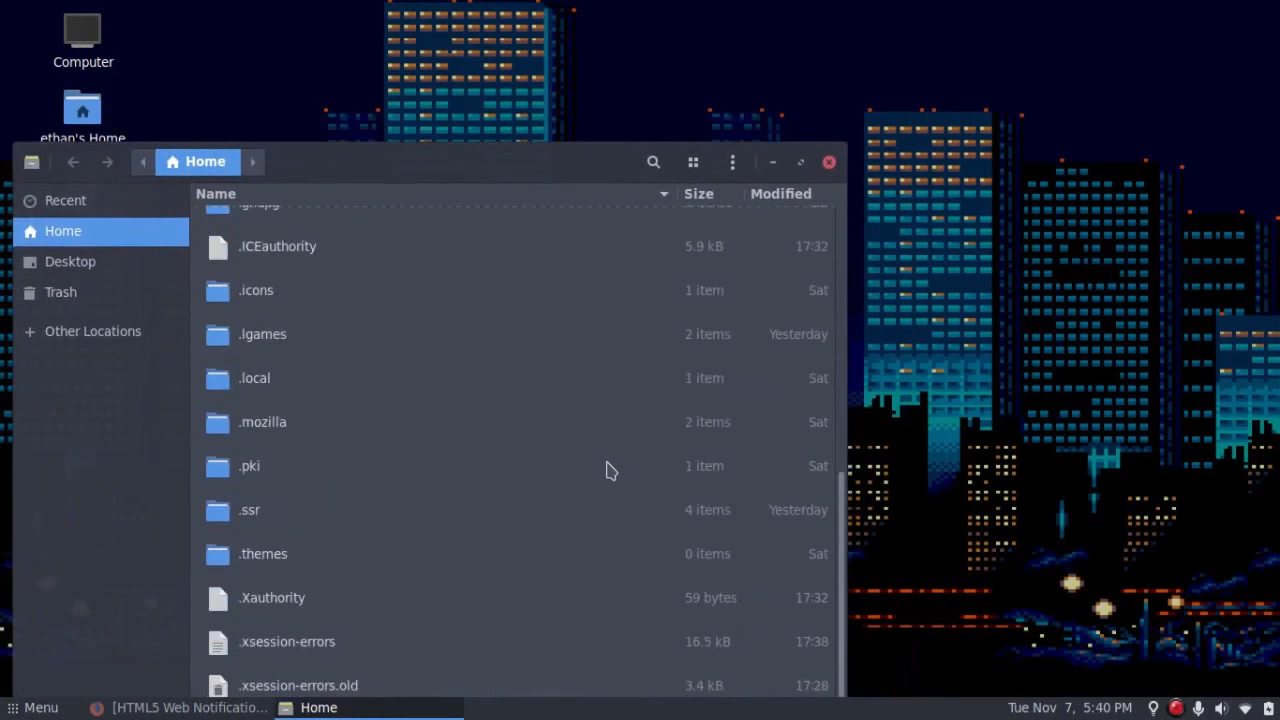 Computer
ethan's Home
Home
Recent
Home
Desktop
Trash
Other Locations
Name Size Modified
.ICEauthority 5.9 kB 17:32
.icons 1 item Sat
.lgames 2 items Yesterday
.local 1 item Sat
.mozilla 2 items Sat
.pki 1 item Sat
.ssr 4 items Yesterday
.themes 0 items Sat
.Xauthority 59 bytes 17:32
.xsession-errors 16.5 kB 17:38
.xsession-errors.old 3.4 kB 17:28
Menu [HTML5 Web Notificatio... Home Tue Nov 7, 5:40 PM